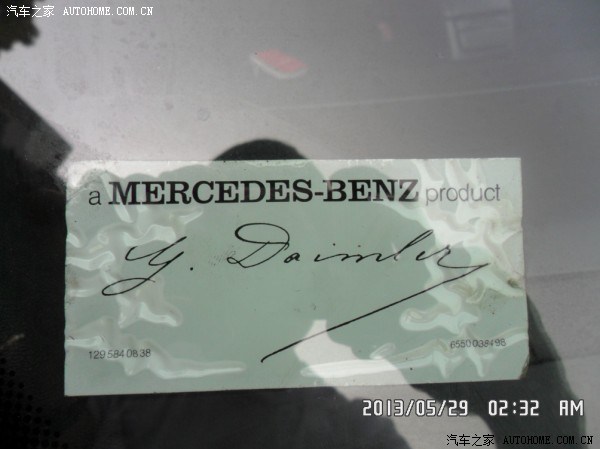 汽车之家 AUTOHOME.COM.CN
a MERCEDES-BENZ product
G. Daimler
129 584 08 38
6550038498
2013/05/29 02:32 AM
汽车之家 AUTOHOME.COM.CN